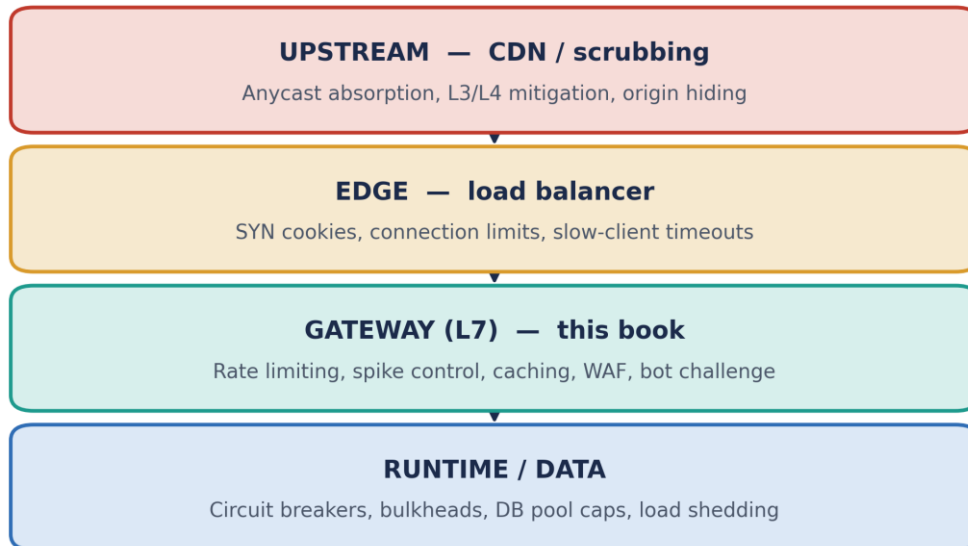 UPSTREAM — CDN / scrubbing
Anycast absorption, L3/L4 mitigation, origin hiding
EDGE — load balancer
SYN cookies, connection limits, slow-client timeouts
GATEWAY (L7) — this book
Rate limiting, spike control, caching, WAF, bot challenge
RUNTIME / DATA
Circuit breakers, bulkheads, DB pool caps, load shedding